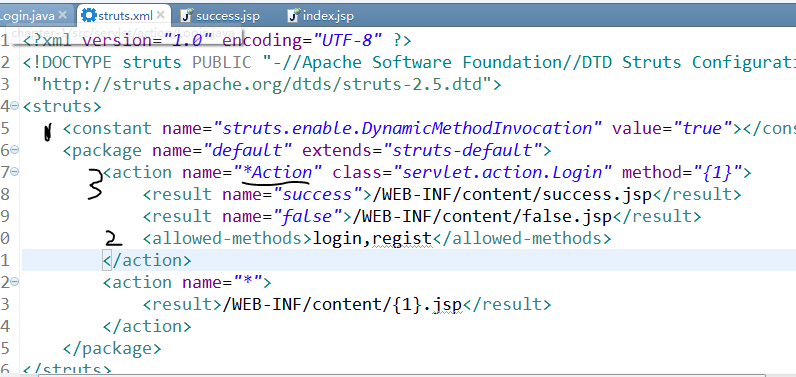 Login.java struts.xml success.jsp index.jsp
1 <?xml version="1.0" encoding="UTF-8" ?>
2 <!DOCTYPE struts PUBLIC "-//Apache Software Foundation//DTD Struts Configurati
3 "http://struts.apache.org/dtds/struts-2.5.dtd">
4 <struts>
5 1 <constant name="struts.enable.DynamicMethodInvocation" value="true"></cons
6 <package name="default" extends="struts-default">
7 <action name="*Action" class="servlet.action.Login" method="{1}">
8 3 <result name="success">/WEB-INF/content/success.jsp</result>
9 <result name="false">/WEB-INF/content/false.jsp</result>
0 2 <allowed-methods>login,regist</allowed-methods>
1 </action>
2 <action name="*">
3 <result>/WEB-INF/content/{1}.jsp</result>
4 </action>
5 </package>
6 </struts>